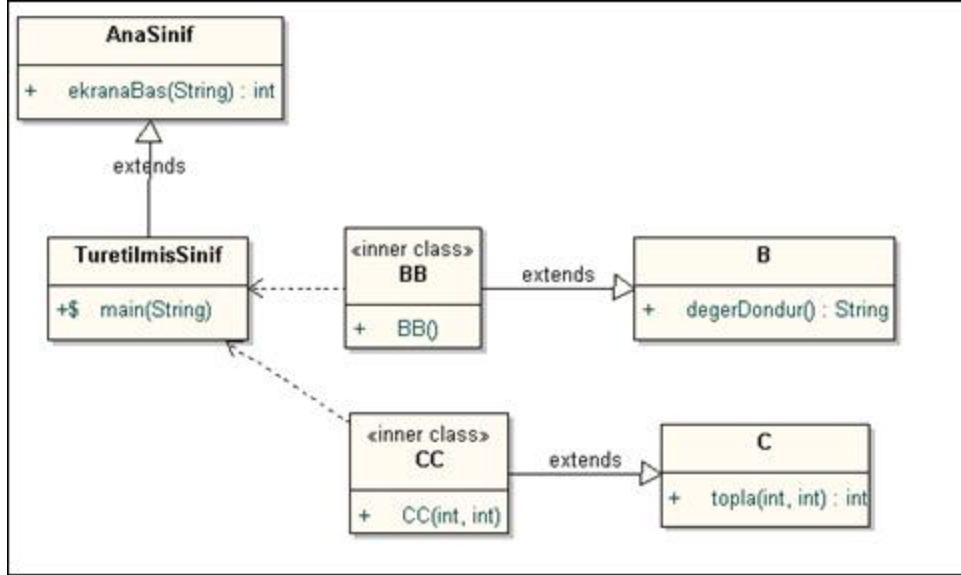 AnaSinif
+ ekranaBas(String) : int
extends
TuretilmisSinif
+$ main(String)
«inner class»
BB
+ BB()
extends
B
+ degerDondur() : String
«inner class»
CC
+ CC(int, int)
extends
C
+ topla(int, int) : int